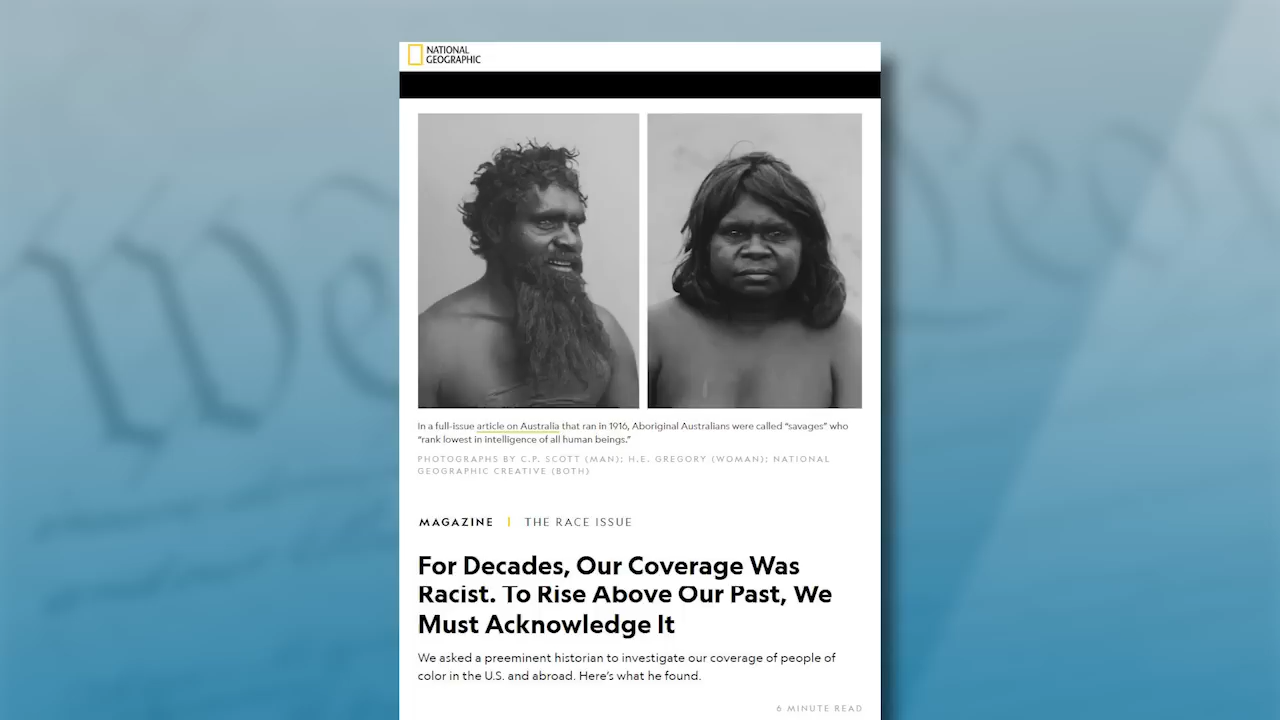 NATIONAL
GEOGRAPHIC
In a full-issue article on Australia that ran in 1916, Aboriginal Australians were called “savages” who
“rank lowest in intelligence of all human beings.”
PHOTOGRAPHS BY C.P. SCOTT (MAN); H.E. GREGORY (WOMAN); NATIONAL
GEOGRAPHIC CREATIVE (BOTH)
MAGAZINE | THE RACE ISSUE
For Decades, Our Coverage Was
Racist. To Rise Above Our Past, We
Must Acknowledge It
We asked a preeminent historian to investigate our coverage of people of
color in the U.S. and abroad. Here’s what he found.
6 MINUTE READ
We